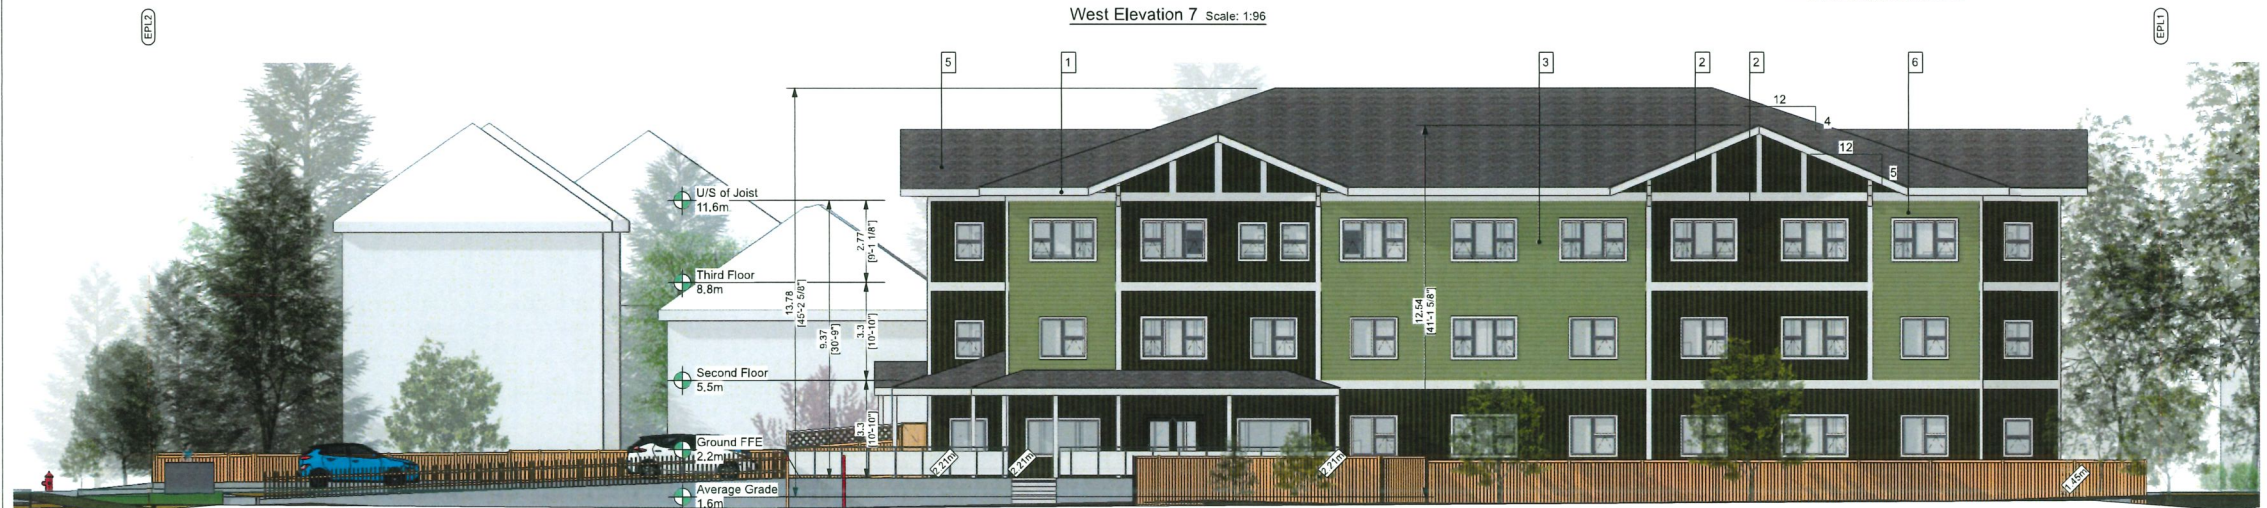 West Elevation 7 Scale: 1:96
EPL2
EPL1
5
1
3
2
2
6
12
4
12
5
U/S of Joist
11.6m
Third Floor
8.8m
Second Floor
5.5m
Ground FFE
2.2m
Average Grade
1.6m
13.78
[45'-2 5/8"]
9.37
[30'-9"]
2.77
[9'-1 1/8"]
3.3
[10'-10"]
3.3
[10'-10"]
12.54
[41'-1 5/8"]
2.21m
2.21m
2.21m
1.45m